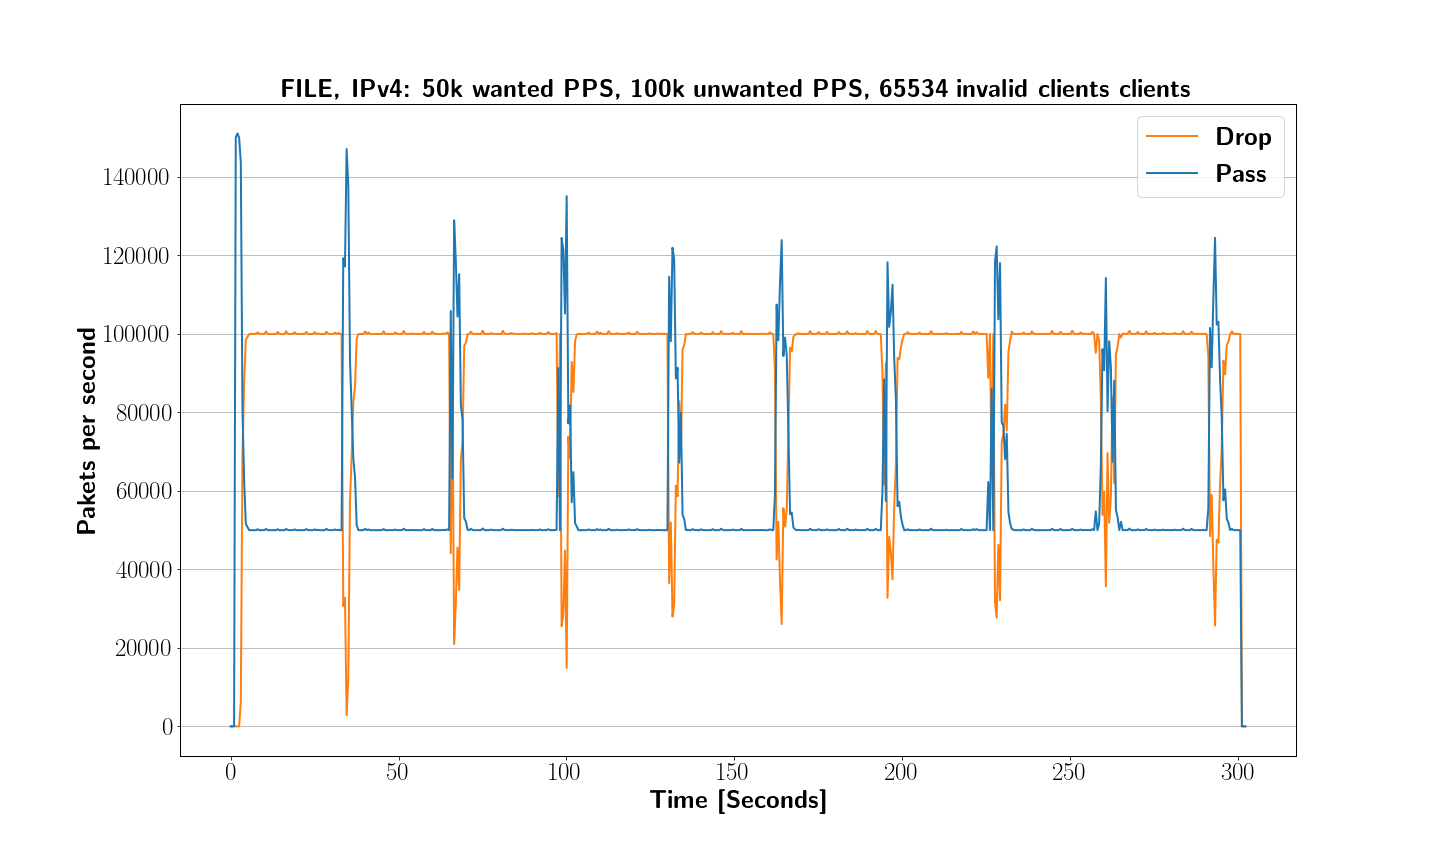 FILE, IPv4: 50k wanted PPS, 100k unwanted PPS, 65534 invalid clients clients
Drop
Pass
140000
120000
100000
80000
60000
40000
20000
0
Pakets per second
0 50 100 150 200 250 300
Time [Seconds]